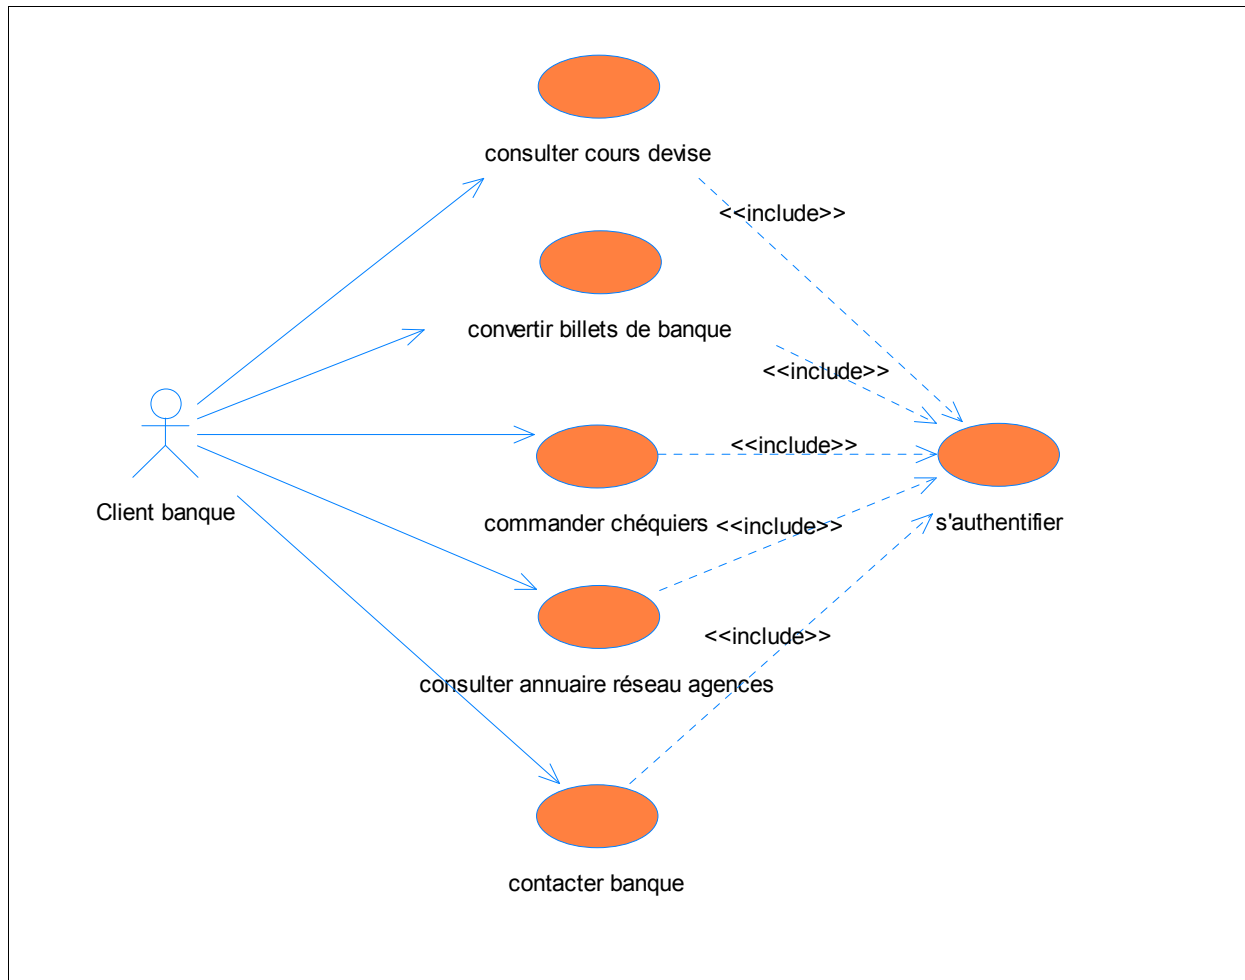 consulter cours devise
<<include>>
convertir billets de banque
<<include>>
<<include>>
Client banque
commander chéquiers
<<include>>
s'authentifier
<<include>>
consulter annuaire réseau agences
contacter banque